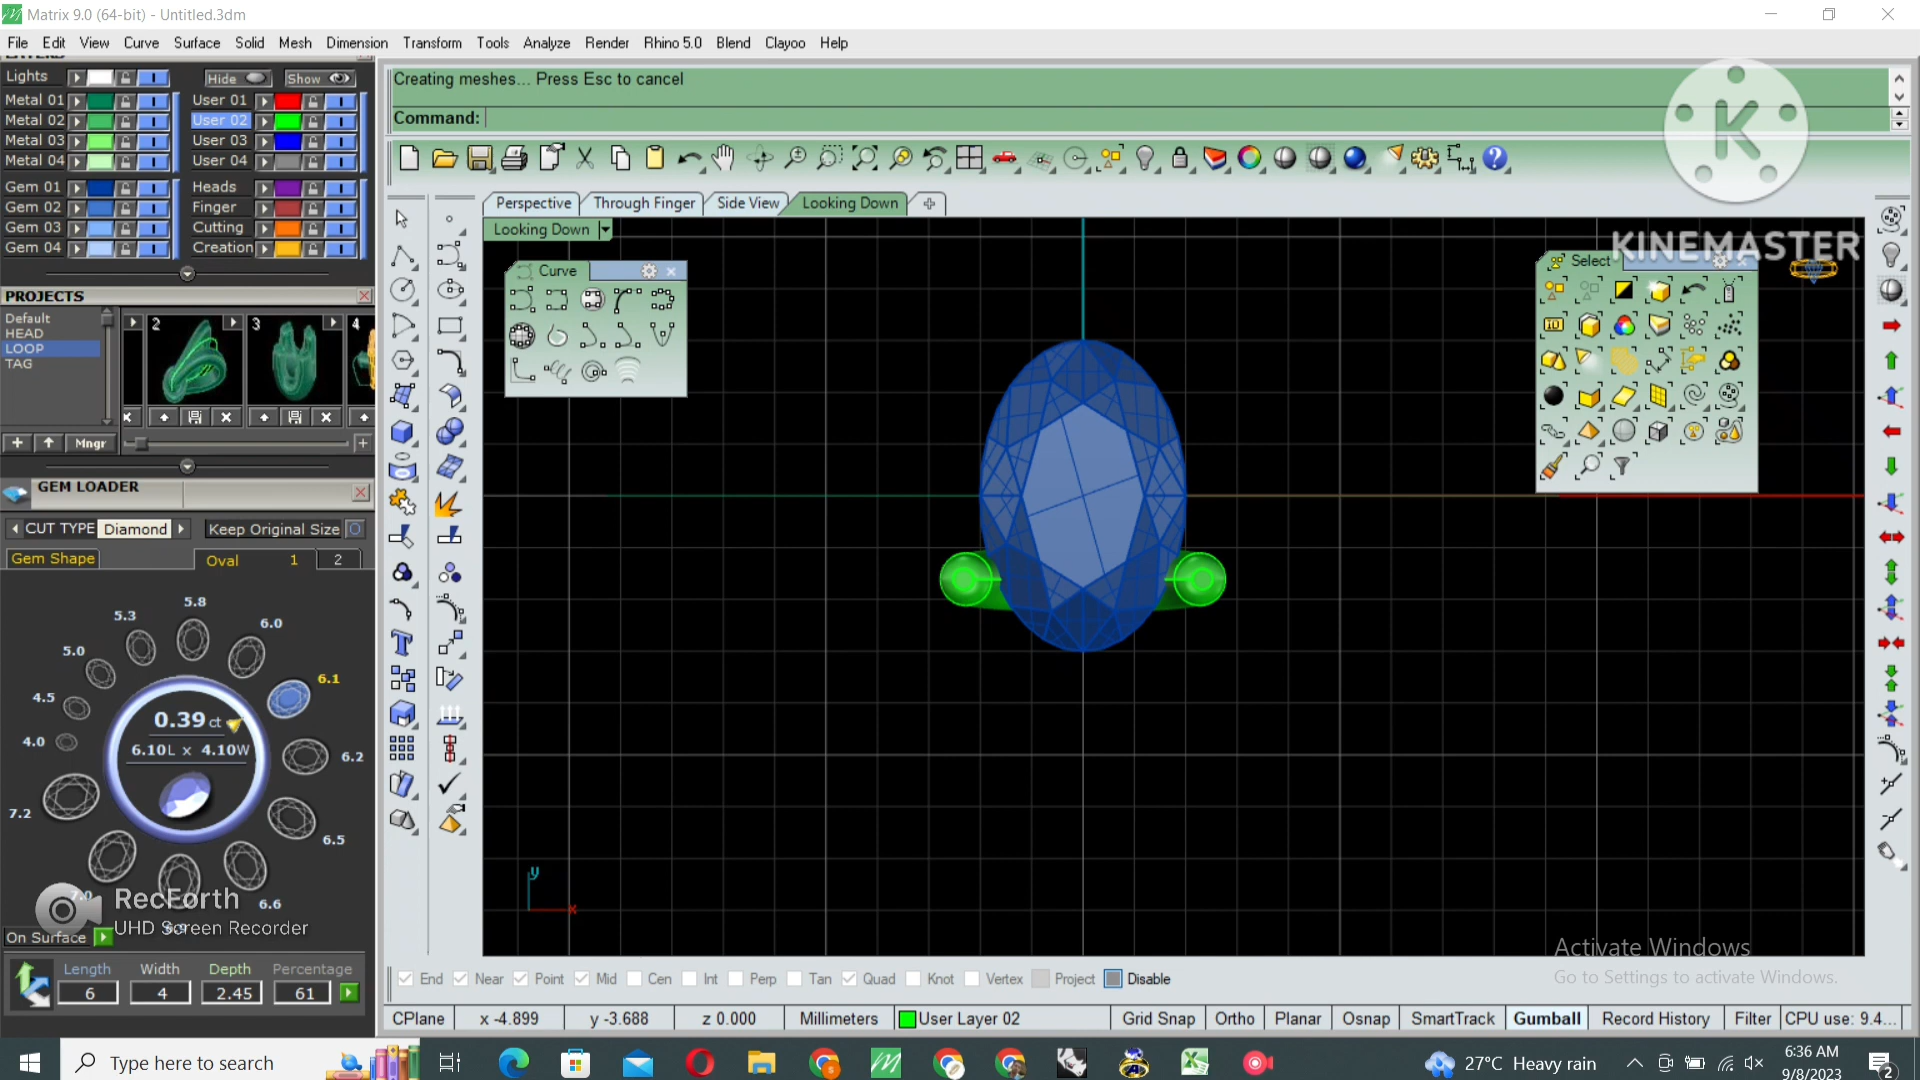 Matrix 9.0 (64-bit) - Untitled.3dm
File Edit View Curve Surface Solid Mesh Dimension Transform Tools Analyze Render Rhino 5.0 Blend Clayoo Help
Lights Hide Show
Metal 01 User 01
Metal 02 User 02
Metal 03 User 03
Metal 04 User 04
Gem 01 Heads
Gem 02 Finger
Gem 03 Cutting
Gem 04 Creation
Creating meshes... Press Esc to cancel
Command:
K
Perspective Through Finger Side View Looking Down
Looking Down
KINEMASTER
Curve
Select
PROJECTS
Default
HEAD
LOOP
TAG
2 3 4
Mngr
GEM LOADER
CUT TYPE Diamond Keep Original Size
Gem Shape Oval 1 2
5.8
5.3 6.0
5.0 6.1
4.5
4.0 6.2
0.39 ct
6.10L x 4.10W
7.2 6.5
7.0 6.6
6.9
RecForth
UHD Screen Recorder
On Surface
Length Width Depth Percentage
6 4 2.45 61
y
x
Activate Windows
Go to Settings to activate Windows.
End Near Point Mid Cen Int Perp Tan Quad Knot Vertex Project Disable
CPlane x -4.899 y -3.688 z 0.000 Millimeters User Layer 02 Grid Snap Ortho Planar Osnap SmartTrack Gumball Record History Filter CPU use: 9.4...
Type here to search
27°C Heavy rain
6:36 AM
9/8/2023
2